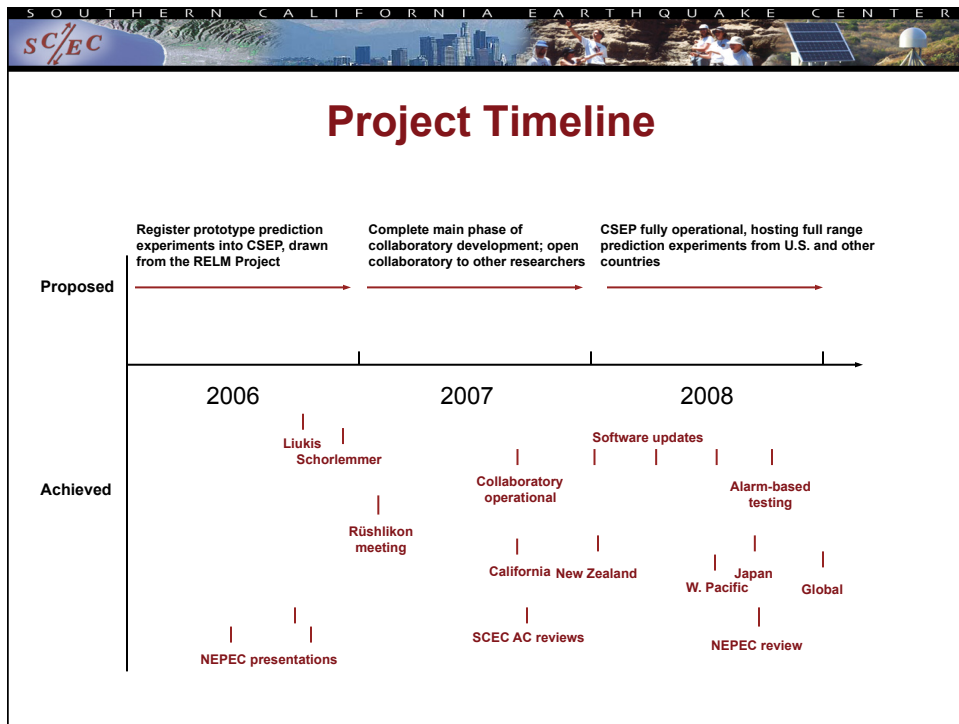 SOUTHERN CALIFORNIA EARTHQUAKE CENTER
SC/EC
Project Timeline
Register prototype prediction
experiments into CSEP, drawn
from the RELM Project
Complete main phase of
collaboratory development; open
collaboratory to other researchers
CSEP fully operational, hosting full range
prediction experiments from U.S. and other
countries
Proposed
2006
2007
2008
Liukis
Schorlemmer
Software updates
Achieved
Collaboratory
operational
Alarm-based
testing
Rüshlikon
meeting
California
New Zealand
W. Pacific
Japan
Global
NEPEC presentations
SCEC AC reviews
NEPEC review